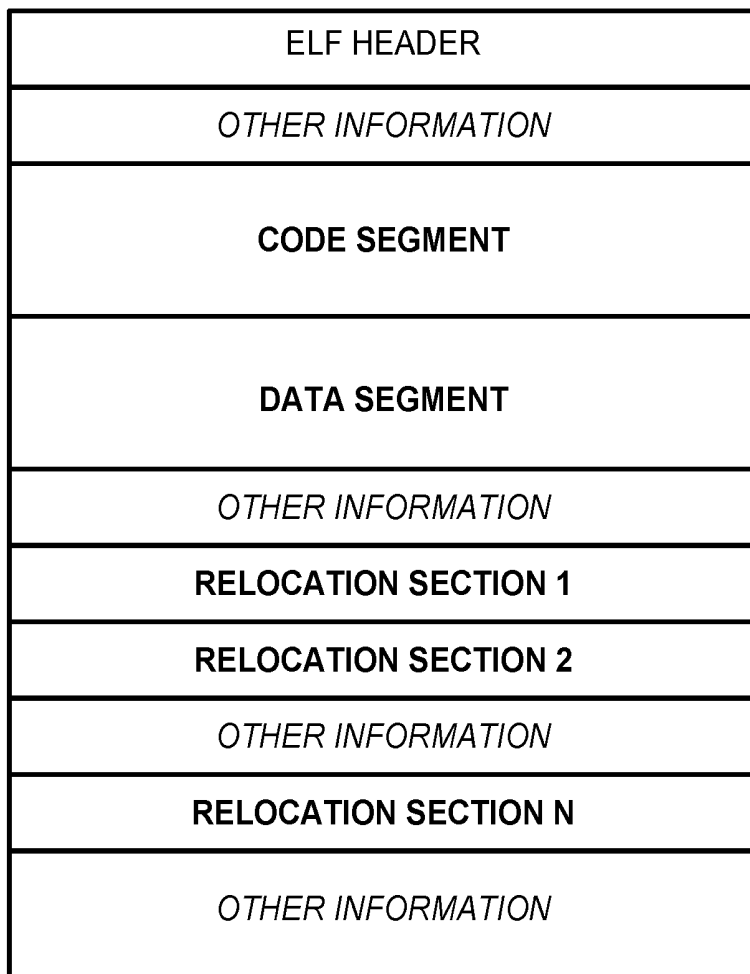 ELF HEADER
OTHER INFORMATION
CODE SEGMENT
DATA SEGMENT
OTHER INFORMATION
RELOCATION SECTION 1
RELOCATION SECTION 2
OTHER INFORMATION
RELOCATION SECTION N
OTHER INFORMATION